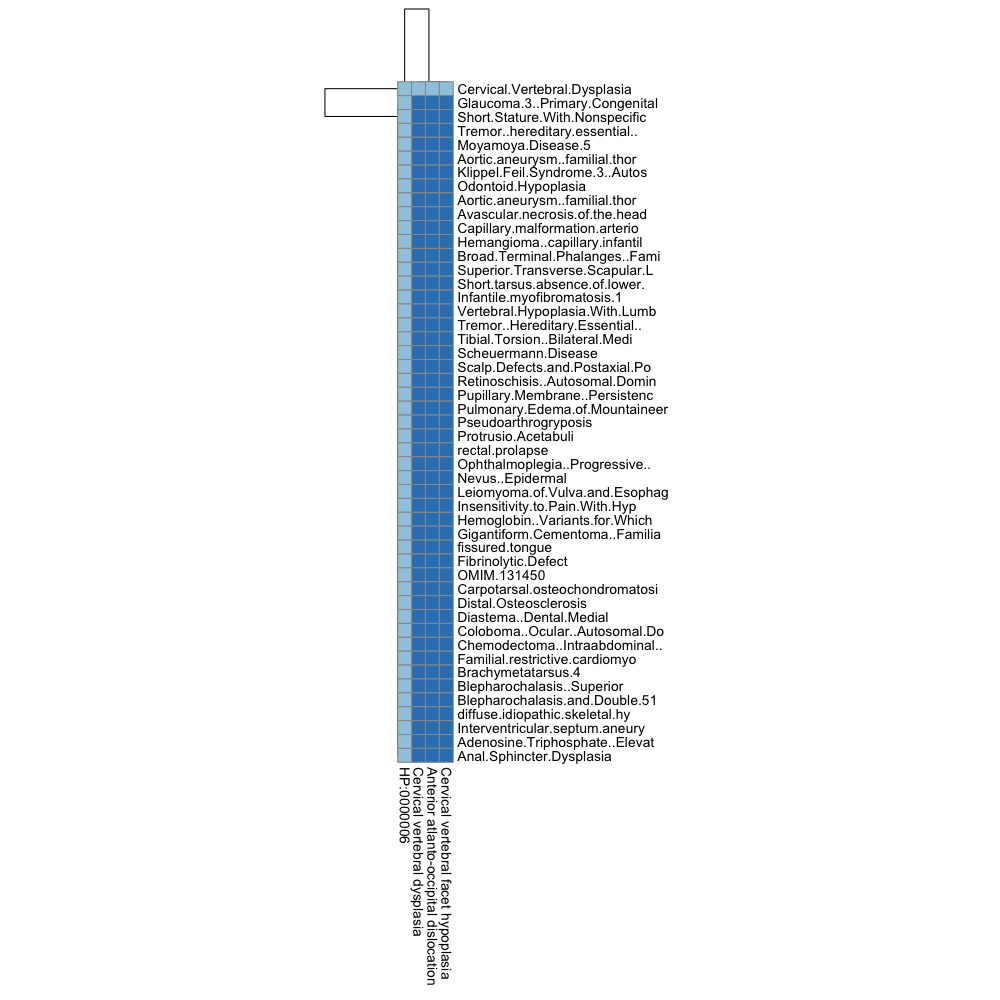 Cervical.Vertebral.Dysplasia
Glaucoma.3..Primary.Congenital
Short.Stature.With.Nonspecific
Tremor..hereditary.essential..
Moyamoya.Disease.5
Aortic.aneurysm..familial.thor
Klippel.Feil.Syndrome.3..Autos
Odontoid.Hypoplasia
Aortic.aneurysm..familial.thor
Avascular.necrosis.of.the.head
Capillary.malformation.arterio
Hemangioma..capillary.infantil
Broad.Terminal.Phalanges..Fami
Superior.Transverse.Scapular.L
Short.tarsus.absence.of.lower.
Infantile.myofibromatosis.1
Vertebral.Hypoplasia.With.Lumb
Tremor..Hereditary.Essential..
Tibial.Torsion..Bilateral.Medi
Scheuermann.Disease
Scalp.Defects.and.Postaxial.Po
Retinoschisis..Autosomal.Domin
Pupillary.Membrane..Persistenc
Pulmonary.Edema.of.Mountaineer
Pseudoarthrogryposis
Protrusio.Acetabuli
rectal.prolapse
Ophthalmoplegia..Progressive..
Nevus..Epidermal
Leiomyoma.of.Vulva.and.Esophag
Insensitivity.to.Pain.With.Hyp
Hemoglobin..Variants.for.Which
Gigantiform.Cementoma..Familia
fissured.tongue
Fibrinolytic.Defect
OMIM.131450
Carpotarsal.osteochondromatosi
Distal.Osteosclerosis
Diastema..Dental.Medial
Coloboma..Ocular..Autosomal.Do
Chemodectoma..Intraabdominal..
Familial.restrictive.cardiomyo
Brachymetatarsus.4
Blepharochalasis..Superior
Blepharochalasis.and.Double.51
diffuse.idiopathic.skeletal.hy
Interventricular.septum.aneury
Adenosine.Triphosphate..Elevat
Anal.Sphincter.Dysplasia
HP:0000006
Cervical vertebral dysplasia
Anterior atlanto-occipital dislocation
Cervical vertebral facet hypoplasia